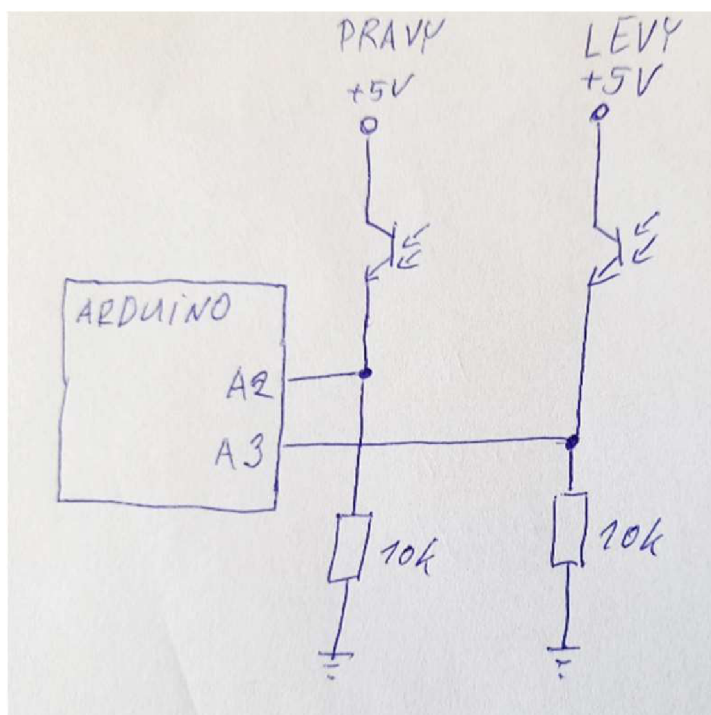 PRAVY
+5V
LEVY
+5V
ARDUINO
A2
A3
10k
10k